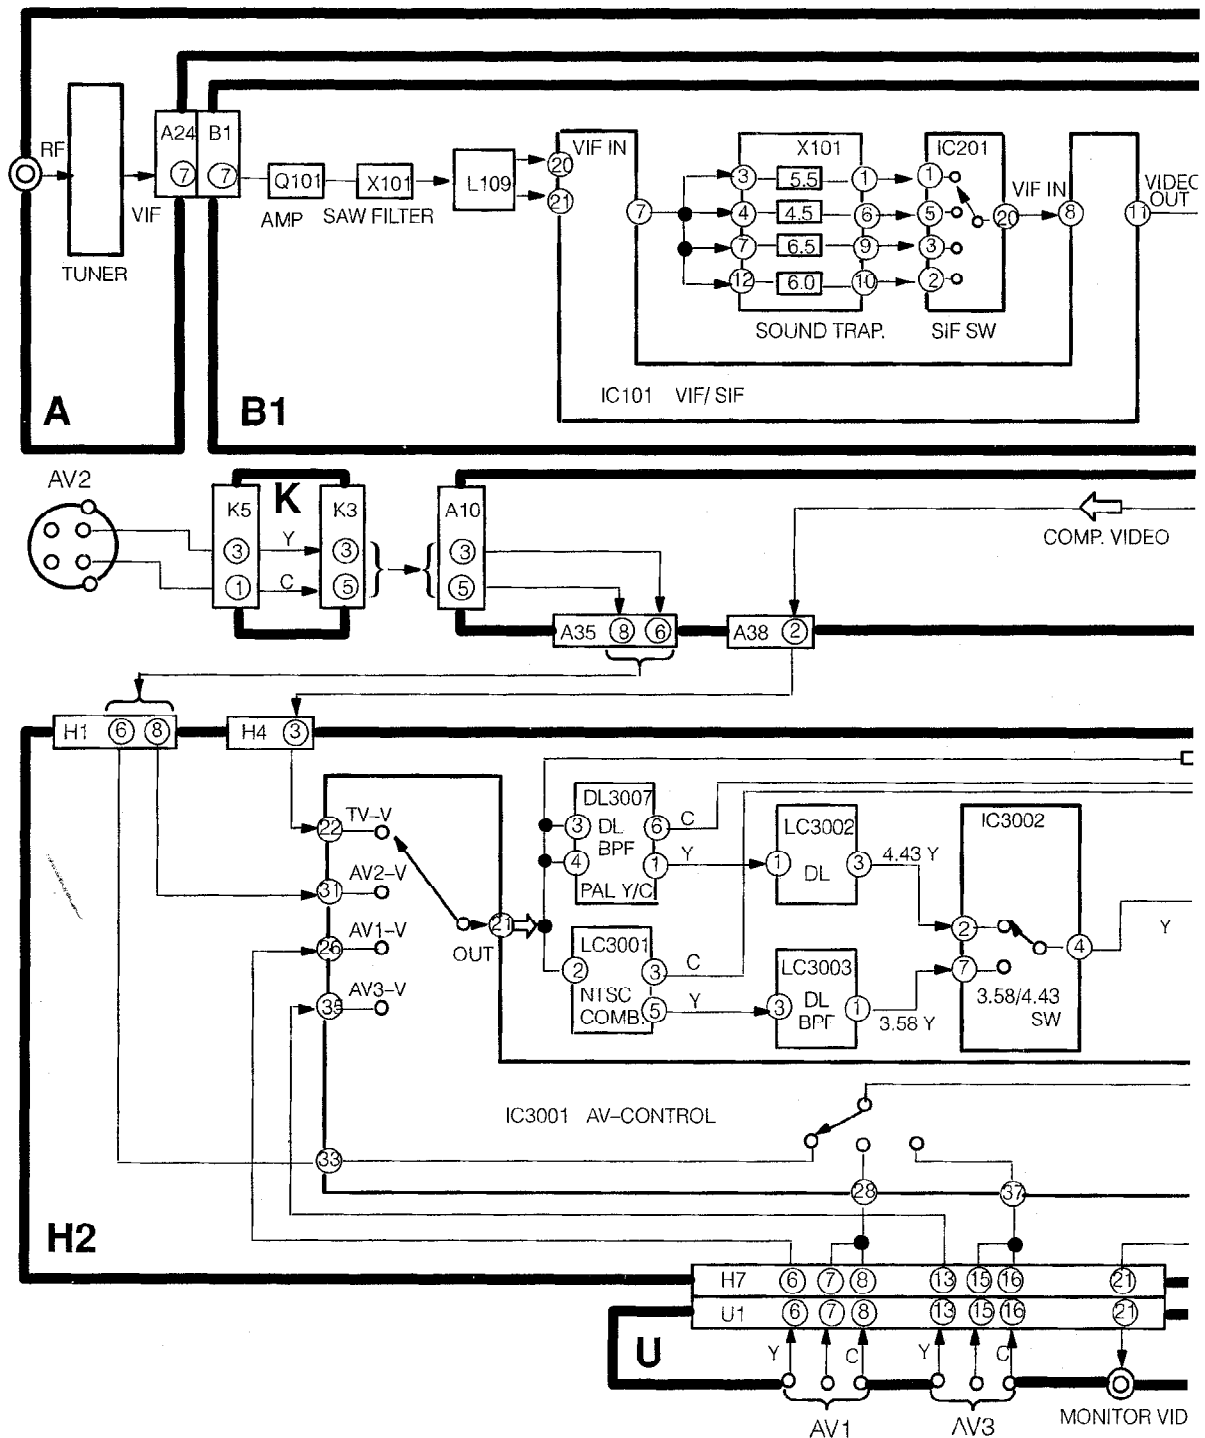 RF
TUNER
VIF
A24 B1
7 7
Q101
AMP
X101
SAW FILTER
L109
20
21
VIF IN
7
X101
3 5.5 1
4 4.5 6
7 6.5 9
12 6.0 10
SOUND TRAP.
IC201
1
5
3
2
20
SIF SW
VIF IN
8
11
VIDEO
OUT
IC101 VIF/SIF
A
B1
AV2
K5
3
1
K
Y
C
K3
3
5
A10
3
5
COMP. VIDEO
A35 8 6
A38 2
H1 6 8
H4 3
TV-V
22
AV2-V
31
AV1-V
26
AV3-V
35
OUT
21
DL3007
3 DL 6
BPF
4 1
PAL Y/C
C
Y
LC3001
2 3
NTSC
COMB. 5
C
Y
LC3002
1 3
DL
4.43 Y
LC3003
DL
3 1
BPF
3.58 Y
IC3002
2
7
4
3.58/4.43
SW
Y
IC3001 AV-CONTROL
33
28
37
H2
H7 6 7 8 13 15 16 21
U1 6 7 8 13 15 16 21
U
Y C
Y C
AV1
AV3
MONITOR VID